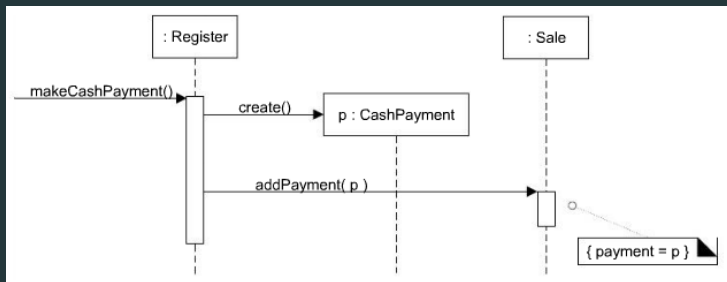 : Register
: Sale
makeCashPayment()
create()
p : CashPayment
addPayment( p )
{ payment = p }